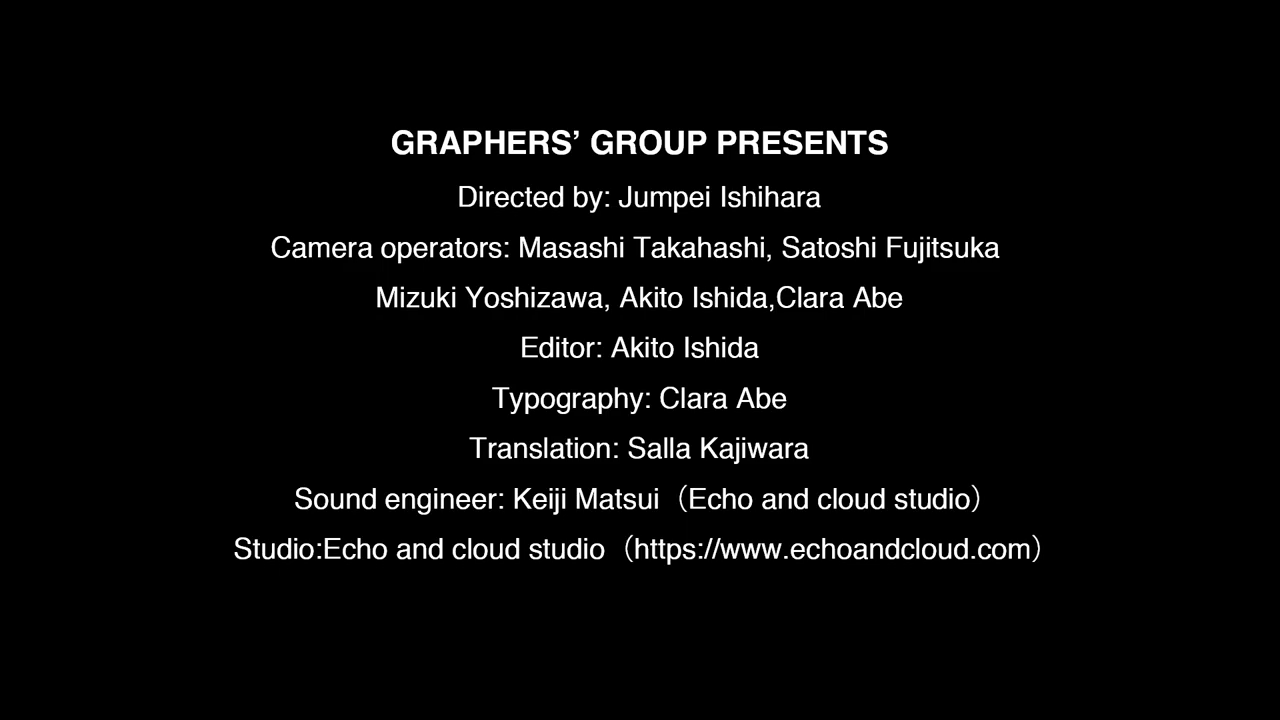 GRAPHERS’ GROUP PRESENTS
Directed by: Jumpei Ishihara
Camera operators: Masashi Takahashi, Satoshi Fujitsuka
Mizuki Yoshizawa, Akito Ishida,Clara Abe
Editor: Akito Ishida
Typography: Clara Abe
Translation: Salla Kajiwara
Sound engineer: Keiji Matsui（Echo and cloud studio）
Studio:Echo and cloud studio（https://www.echoandcloud.com）